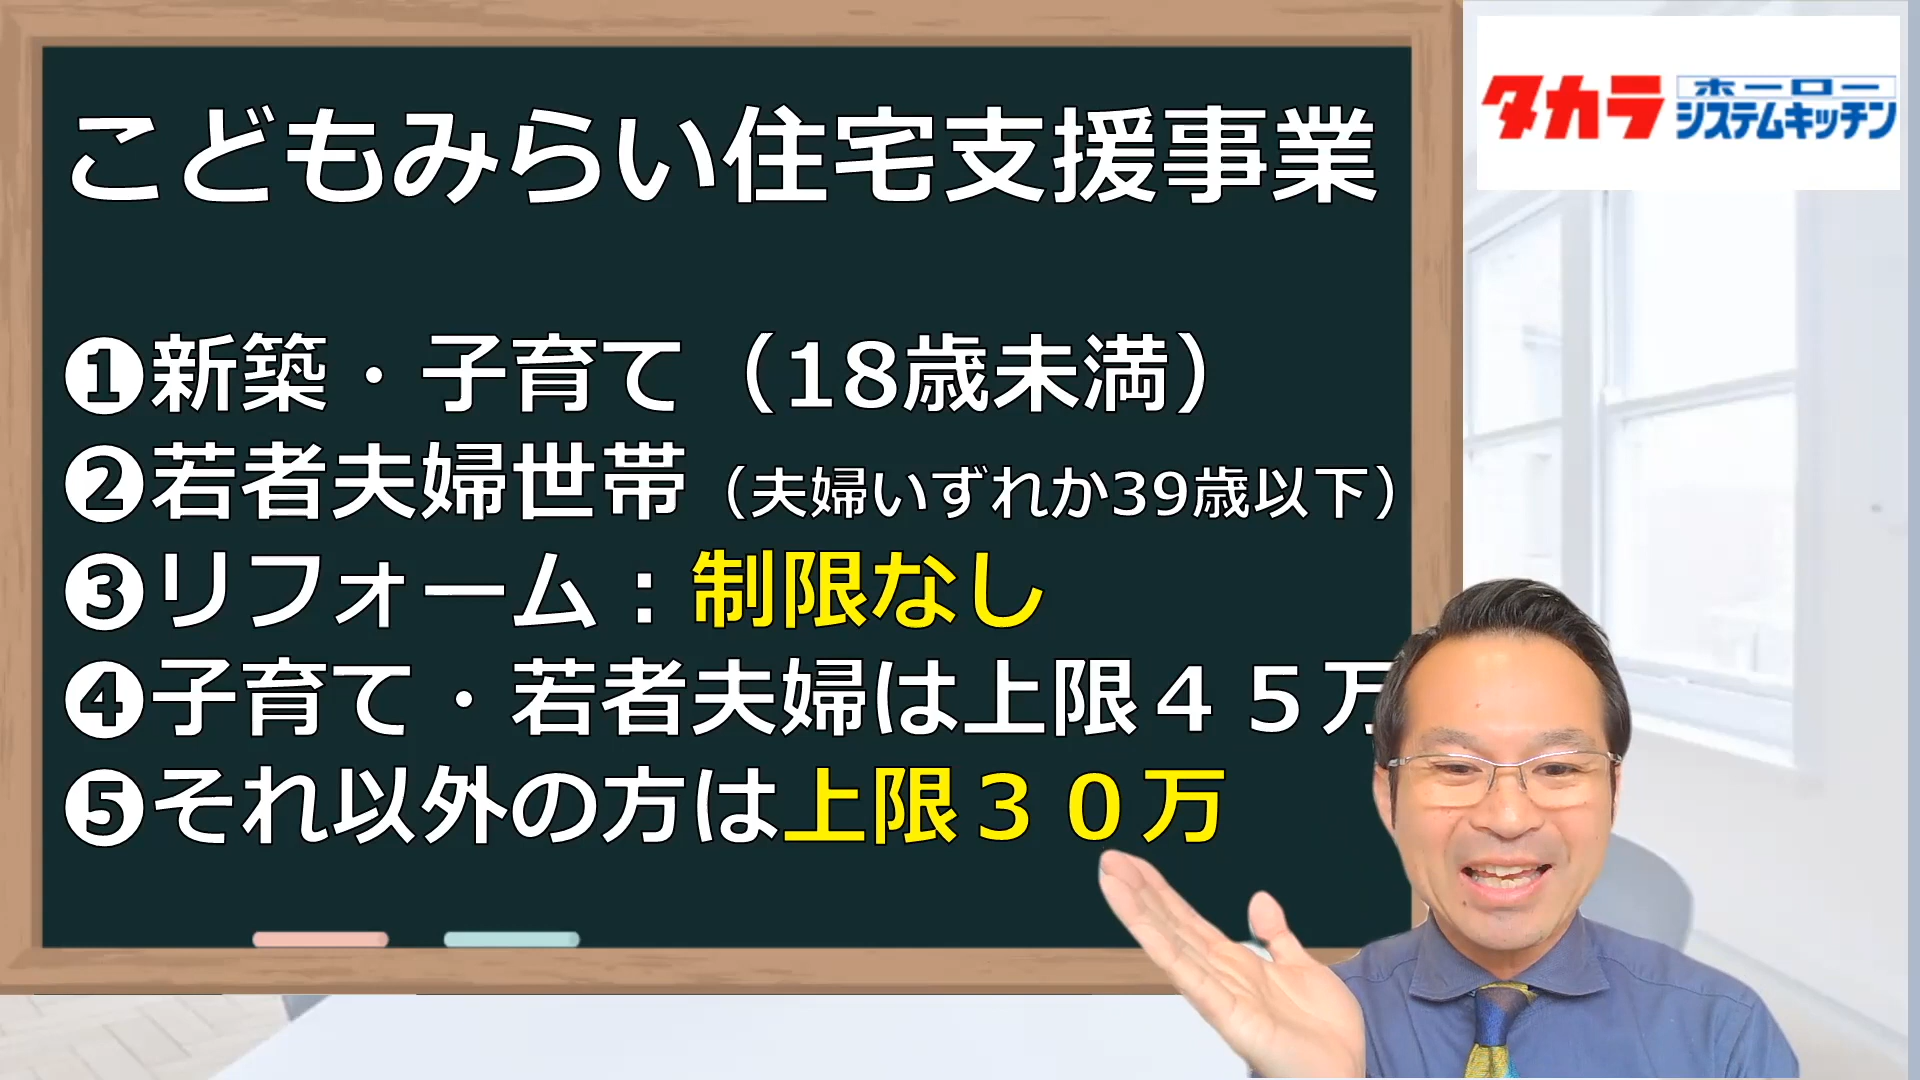 こどもみらい住宅支援事業
❶新築・子育て（18歳未満）
❷若者夫婦世帯（夫婦いずれか39歳以下）
❸リフォーム：制限なし
❹子育て・若者夫婦は上限４５万
❺それ以外の方は上限３０万
タカラ
ホーロー
システムキッチン